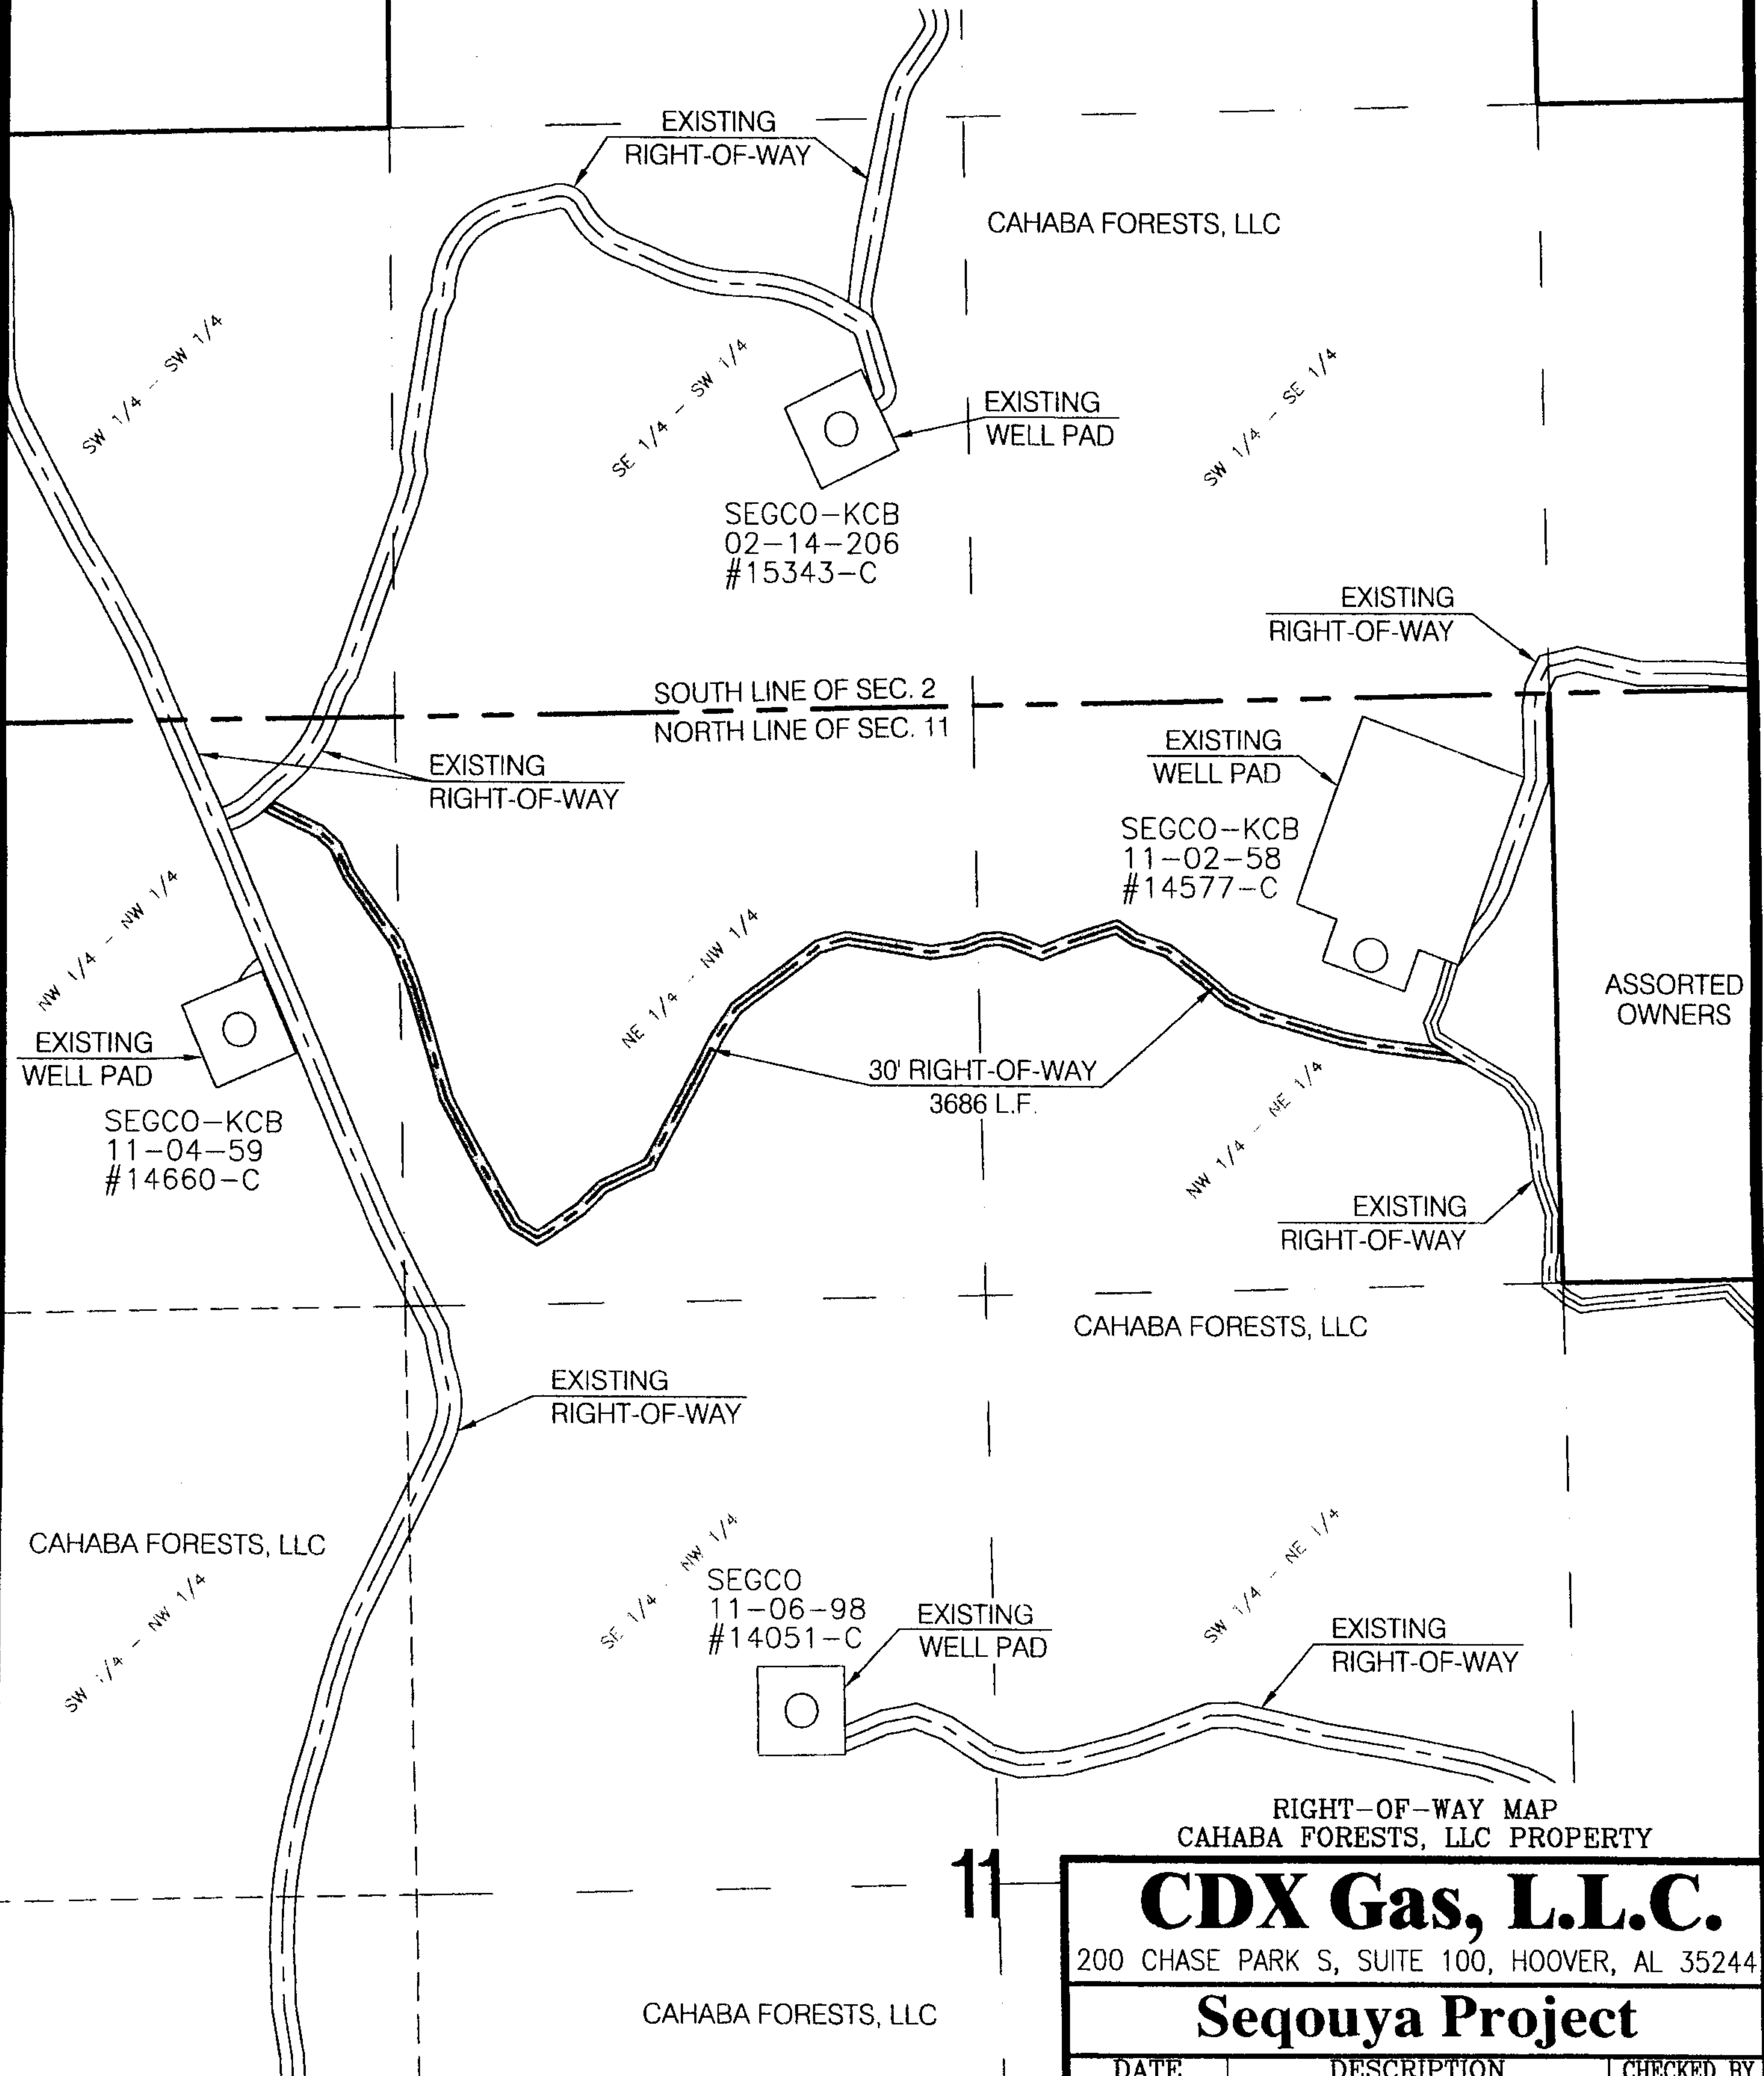 EXISTING
RIGHT-OF-WAY
CAHABA FORESTS, LLC
SW 1/4 - SW 1/4
SE 1/4 - SW 1/4
SW 1/4 - SE 1/4
EXISTING
WELL PAD
SEGCO-KCB
02-14-206
#15343-C
EXISTING
RIGHT-OF-WAY
SOUTH LINE OF SEC. 2
NORTH LINE OF SEC. 11
EXISTING
RIGHT-OF-WAY
EXISTING
WELL PAD
SEGCO-KCB
11-02-58
#14577-C
NW 1/4 - NW 1/4
NE 1/4 - NW 1/4
ASSORTED
OWNERS
EXISTING
WELL PAD
30' RIGHT-OF-WAY
3686 L.F.
NW 1/4 - NE 1/4
SEGCO-KCB
11-04-59
#14660-C
EXISTING
RIGHT-OF-WAY
CAHABA FORESTS, LLC
EXISTING
RIGHT-OF-WAY
CAHABA FORESTS, LLC
SW 1/4 - NW 1/4
SE 1/4 - NW 1/4
SW 1/4 - NE 1/4
SEGCO
11-06-98
#14051-C
EXISTING
WELL PAD
EXISTING
RIGHT-OF-WAY
RIGHT-OF-WAY MAP
CAHABA FORESTS, LLC PROPERTY
11
CDX Gas, L.L.C.
200 CHASE PARK S, SUITE 100, HOOVER, AL 35244
CAHABA FORESTS, LLC
Seqouya Project
DATE DESCRIPTION CHECKED BY